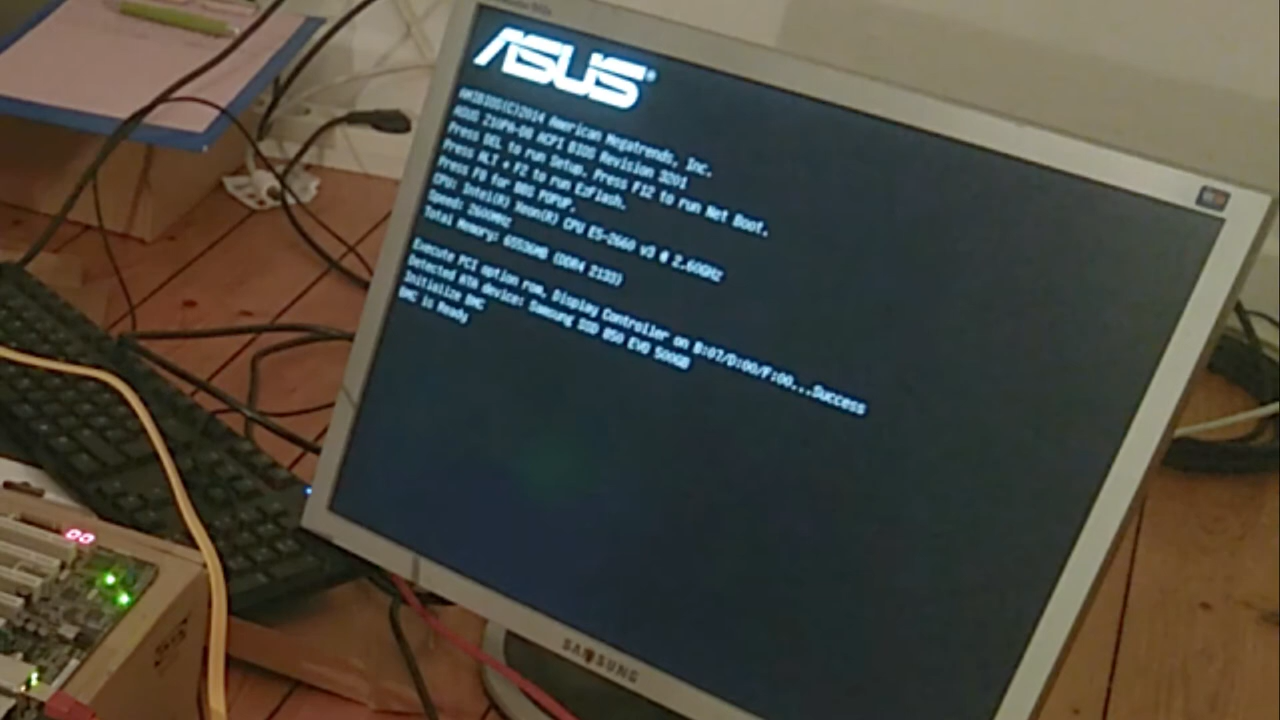 ASUS
AMIBIOS(C)2014 American Megatrends, Inc.
ASUS Z10PA-D8 ACPI BIOS Revision 3201
Press DEL to run Setup. Press F12 to run Net Boot.
Press ALT + F2 to run EzFlash.
Press F8 for BBS POPUP.
CPU: Intel(R) Xeon(R) CPU E5-2660 v3 @ 2.60GHz
Speed: 2600MHz
Total Memory: 65536MB (DDR4 2133)
Execute PCI option rom, Display Controller on B:07/D:00/F:00...Success
Detected ATA device: Samsung SSD 850 EVO 500GB
Initialize BMC
BMC is Ready
00
SAMSUNG